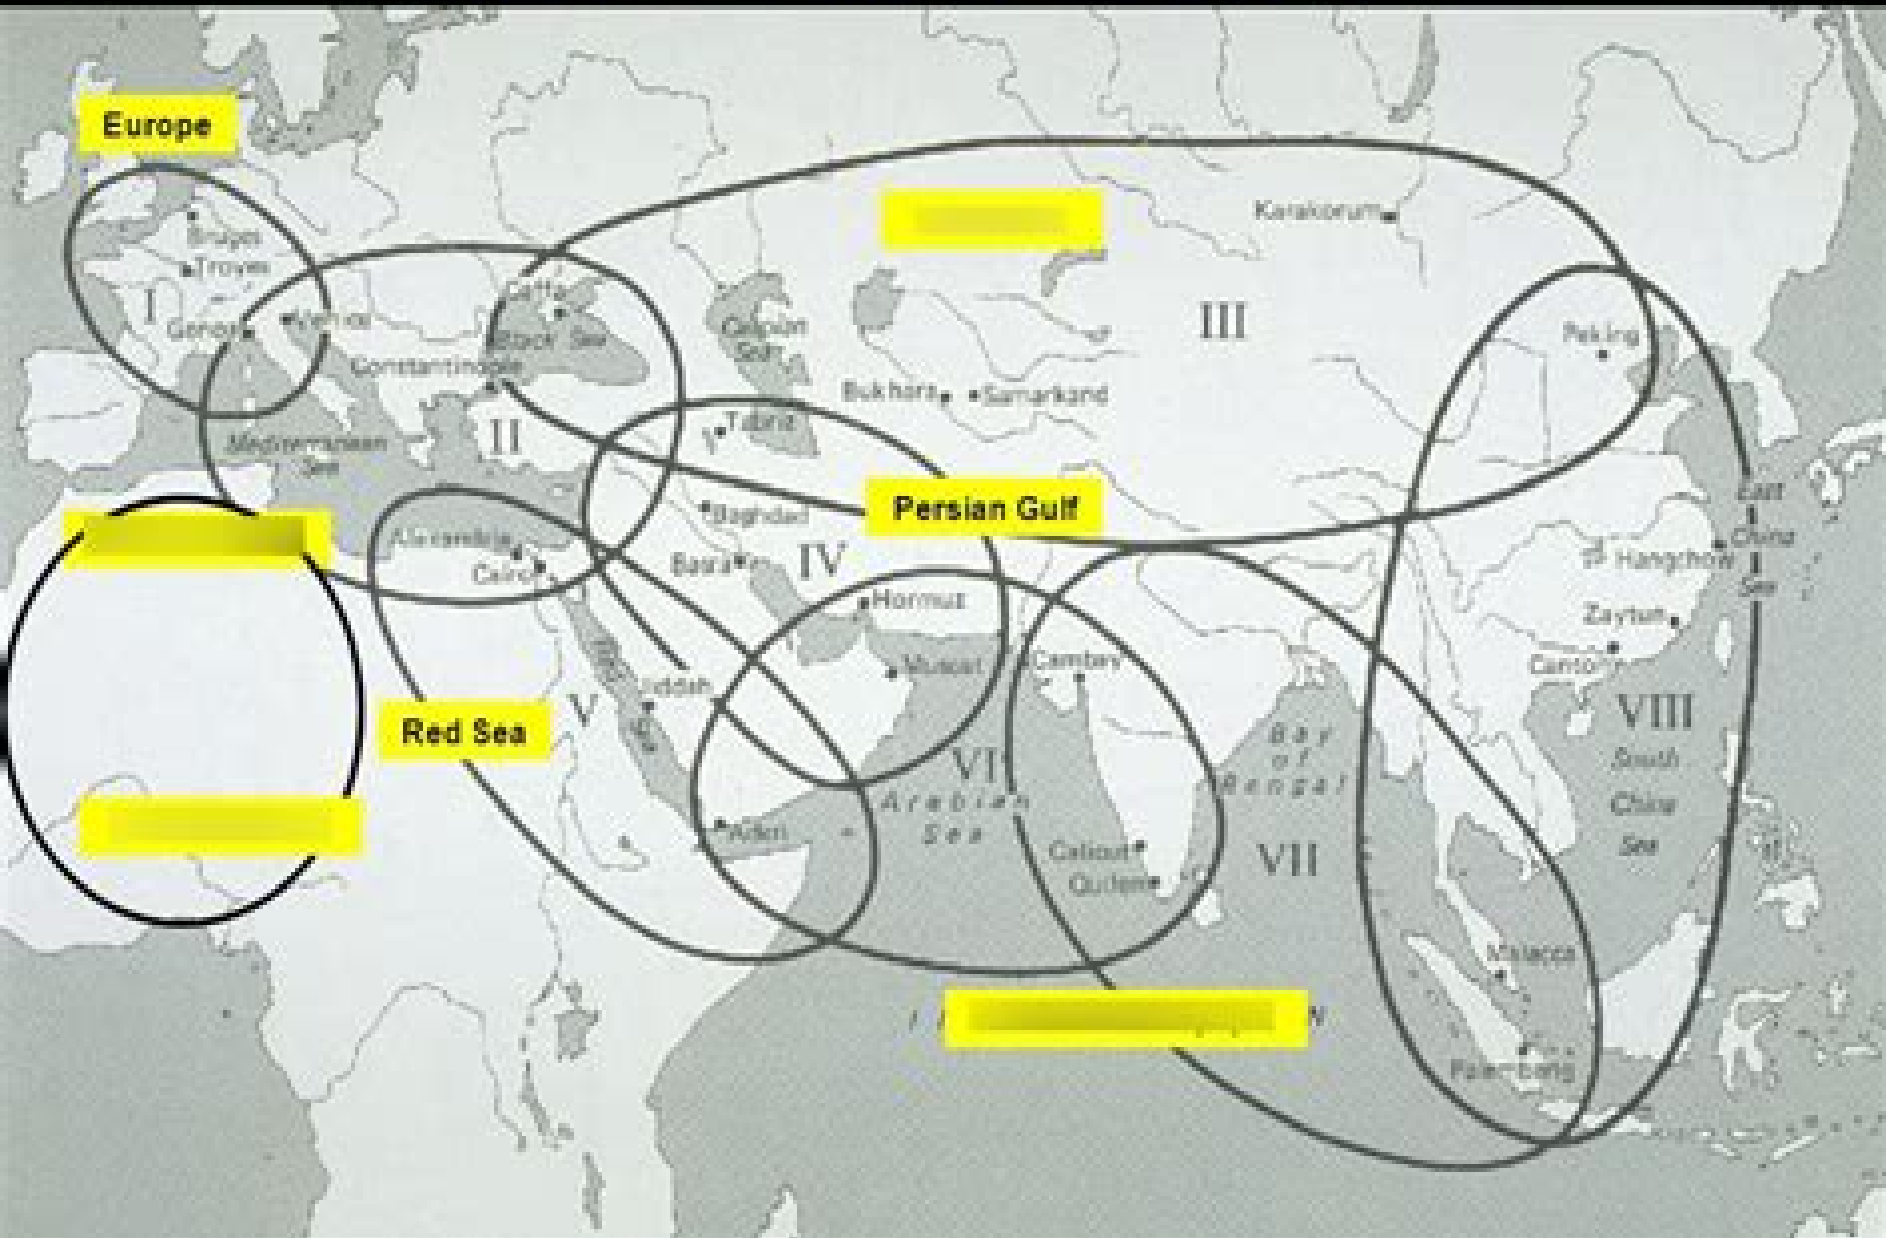 Europe
Karakorum
Bruges
Troyes
I
Genoa
Venice
Caffa
Black Sea
Caspian
Sea
III
Peking
Constantinople
Bukhara
Samarkand
Tabriz
II
Mediterranean
Sea
Persian Gulf
Baghdad
East
China
Sea
Alexandria
Cairo
Basra
IV
Hormuz
Hangchow
Zaytun
Canton
Muscat
Cambay
Jiddah
V
Red Sea
VIII
South
China
Sea
VI
Arabian
Sea
Bay
of
Bengal
Aden
Calicut
Quilon
VII
Malacca
N
Palembang